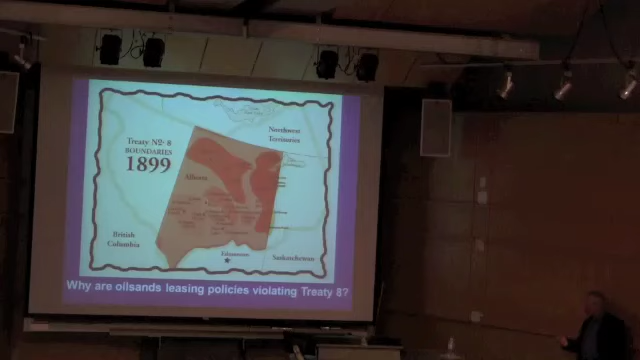 Treaty No. 8
BOUNDARIES
1899
Northwest
Territories
Alberta
British
Columbia
Edmonton
Saskatchewan
Why are oilsands leasing policies violating Treaty 8?